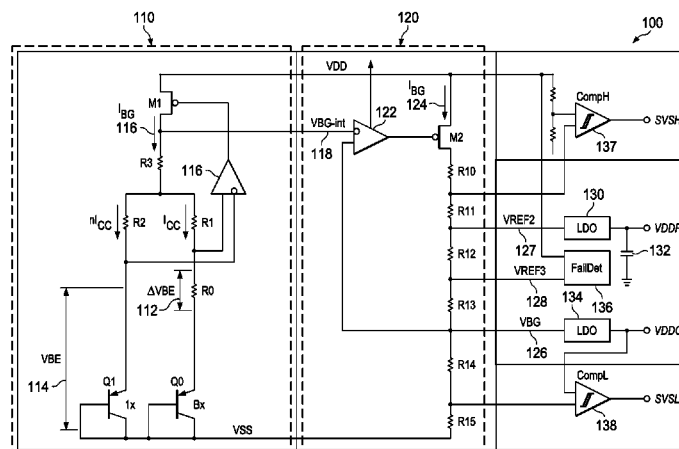 110
120
100
VDD
IBG
116
M1
IBG
124
122
VBG-int
118
M2
CompH
SVSH
137
R3
116
R10
R11
nICC
R2
ICC
R1
VREF2
127
130
LDO
VDDF
132
R12
VREF3
128
FailDet
136
ΔVBE
112
R0
R13
134
VBG
126
LDO
VDDC
VBE
114
R14
Q1
1x
Q0
Bx
CompL
SVSL
138
VSS
R15